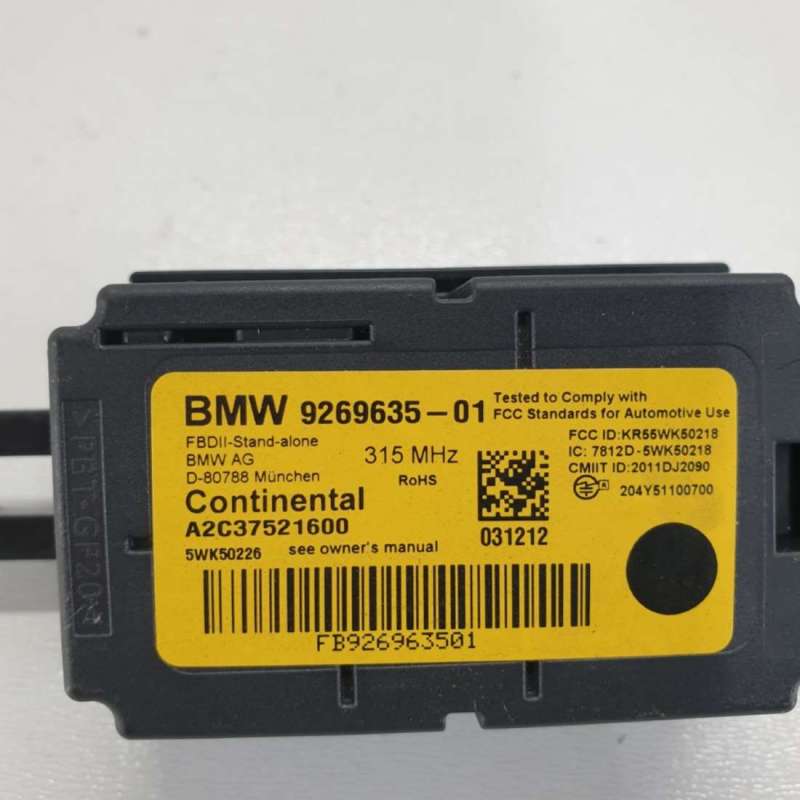 BMW 9269635-01
Tested to Comply with
FCC Standards for Automotive Use
FBDII-Stand-alone
BMW AG
D-80788 München
315 MHz
RoHS
FCC ID:KR55WK50218
IC: 7812D-5WK50218
CMIIT ID:2011DJ2090
R 204Y51100700
Continental
A2C37521600
5WK50226 see owner's manual
031212
FB926963501
>PBT-GF20<